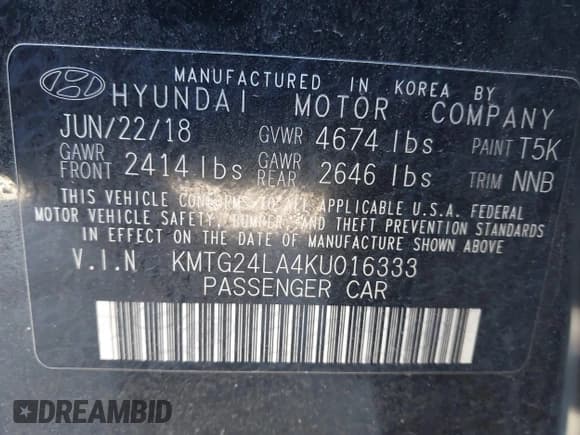 MANUFACTURED IN KOREA BY
HYUNDAI MOTOR COMPANY
JUN/22/18 GVWR 4674 lbs PAINT T5K
GAWR FRONT 2414 lbs GAWR REAR 2646 lbs TRIM NNB
THIS VEHICLE CONFORMS TO ALL APPLICABLE U.S.A. FEDERAL
MOTOR VEHICLE SAFETY, BUMPER, AND THEFT PREVENTION STANDARDS
IN EFFECT ON THE DATE OF MANUFACTURE SHOWN ABOVE
V.I.N KMTG24LA4KU016333
PASSENGER CAR
DREAMBID